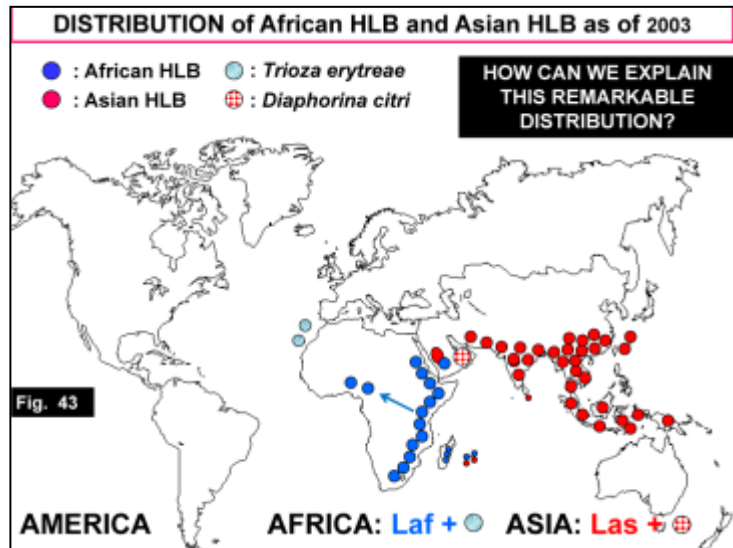 DISTRIBUTION of African HLB and Asian HLB as of 2003
: African HLB : Trioza erytreae
: Asian HLB : Diaphorina citri
HOW CAN WE EXPLAIN
THIS REMARKABLE
DISTRIBUTION?
Fig. 43
AMERICA AFRICA: Laf + ASIA: Las +